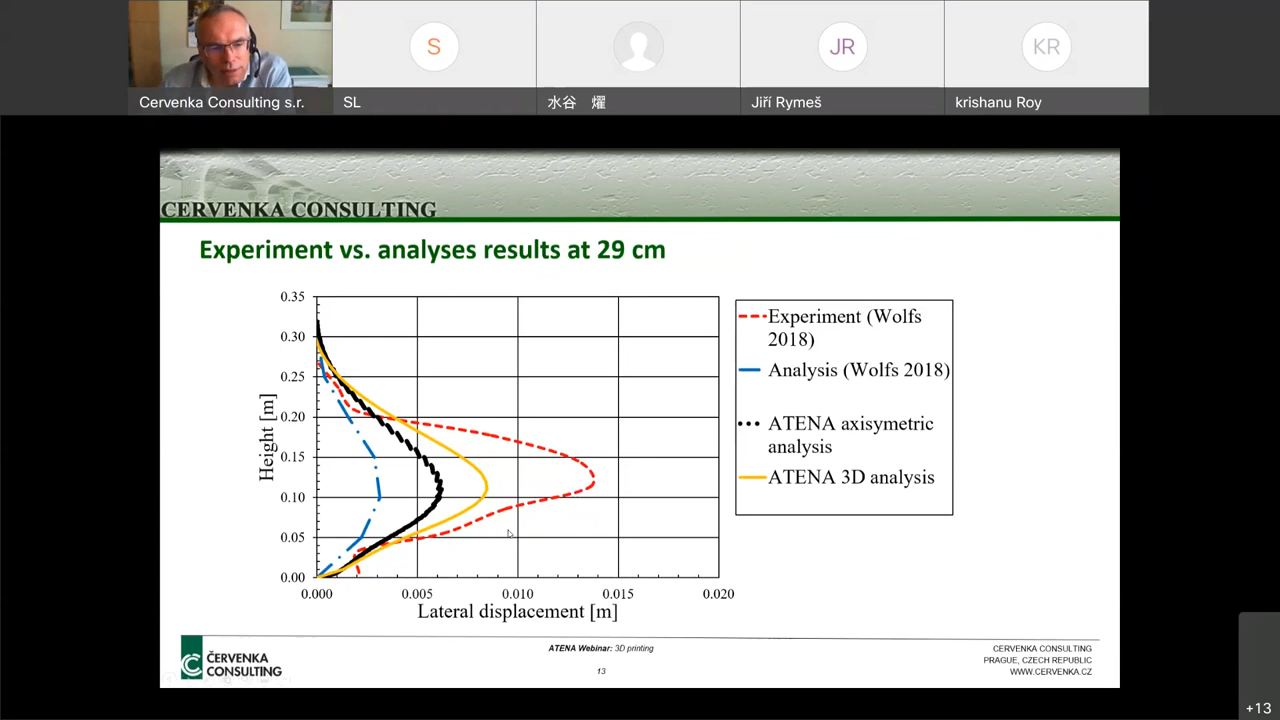 S
JR
KR
Cervenka Consulting s.r.
SL
水谷　燿
Jiří Rymeš
krishanu Roy
CERVENKA CONSULTING
Experiment vs. analyses results at 29 cm
0.35
0.30
0.25
0.20
0.15
0.10
0.05
0.00
Height [m]
0.000
0.005
0.010
0.015
0.020
Lateral displacement [m]
Experiment (Wolfs
2018)
Analysis (Wolfs 2018)
ATENA axisymetric
analysis
ATENA 3D analysis
ČERVENKA
CONSULTING
ATENA Webinar: 3D printing
13
CERVENKA CONSULTING
PRAGUE, CZECH REPUBLIC
WWW.CERVENKA.CZ
+13